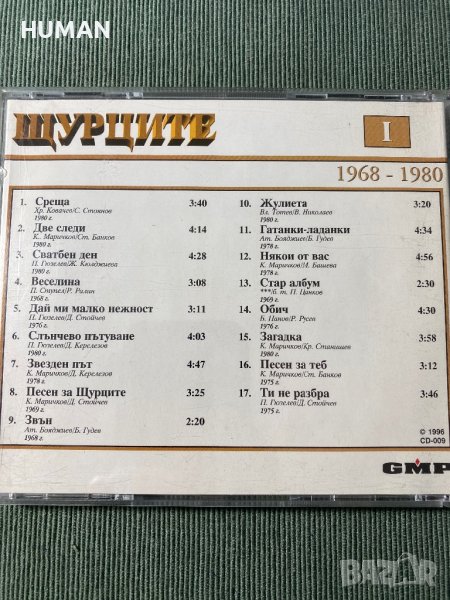 HUMAN
ЩУРЦИТЕ
I
1968 - 1980
1. Среща 3:40
Хр. Ковачев/С. Стоянов
1980 г.
2. Две следи 4:14
К. Маричков/Ст. Банков
1980 г.
3. Сватбен ден 4:28
П. Гюзелев/Ж. Кюлджиева
1980 г.
4. Веселина 3:08
П. Ступел/Р. Ралин
1968 г.
5. Дай ми малко нежност 3:11
П. Гюзелев/Д. Стойчев
1976 г.
6. Слънчево пътуване 4:03
П. Гюзелев/Д. Керелезов
1980 г.
7. Звезден път 4:47
К. Маричков/Д. Керелезов
1978 г.
8. Песен за Щурците 3:25
К. Маричков/Д. Стойчев
1969 г.
9. Звън 2:20
Ат. Бояджиев/Б. Гудев
1968 г.
10. Жулиета 3:20
Вл. Тотев/В. Николаев
1980 г.
11. Гатанки-ладанки 4:34
Ат. Бояджиев/Б. Гудев
1978 г.
12. Някои от вас 4:56
К. Маричков/М. Башева
1978 г.
13. Стар албум 2:30
***/б. т. П. Цанков
1969 г.
14. Обич 4:30
Б. Панов/Р. Русев
1976 г.
15. Загадка 3:58
К. Маричков/Кр. Станишев
1980 г.
16. Песен за теб 3:12
К. Маричков/Ст. Банков
1975 г.
17. Ти не разбра 3:46
П. Гюзелев/Д. Стойчев
1975 г.
© 1996
CD-009
GMP
BAZAR